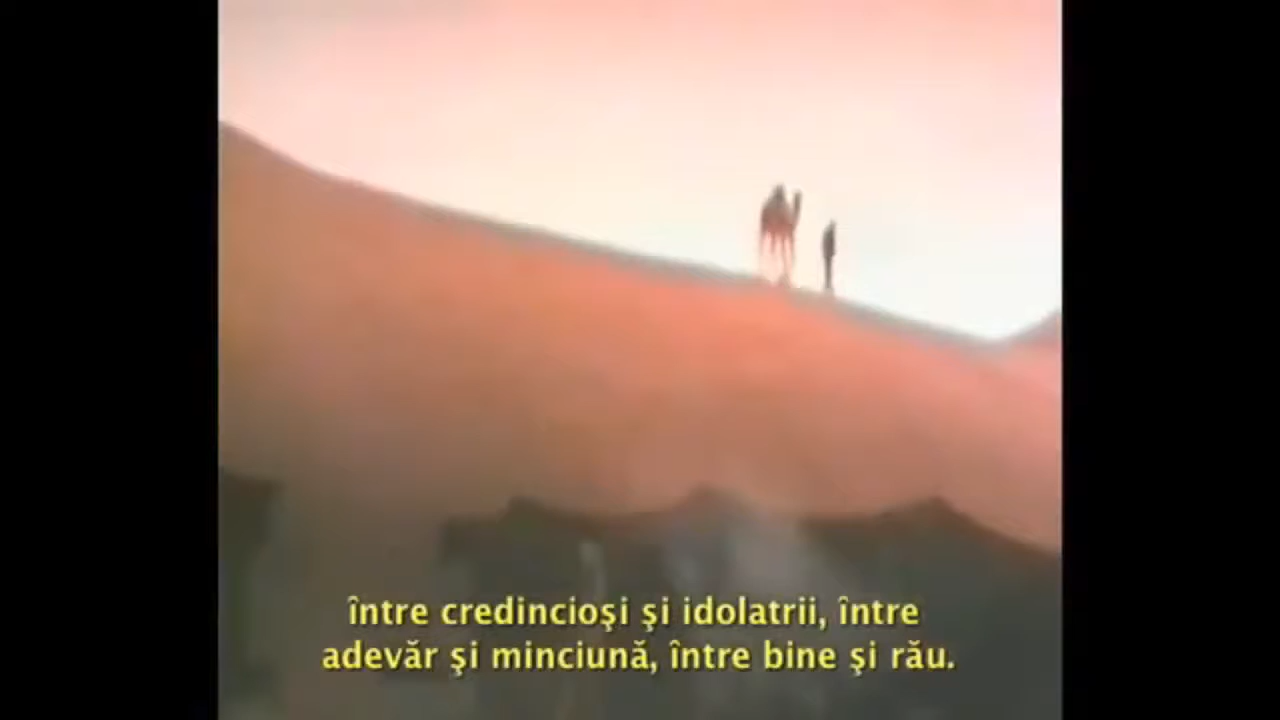 între credincioşi şi idolatrii, între
adevăr şi minciună, între bine şi rău.